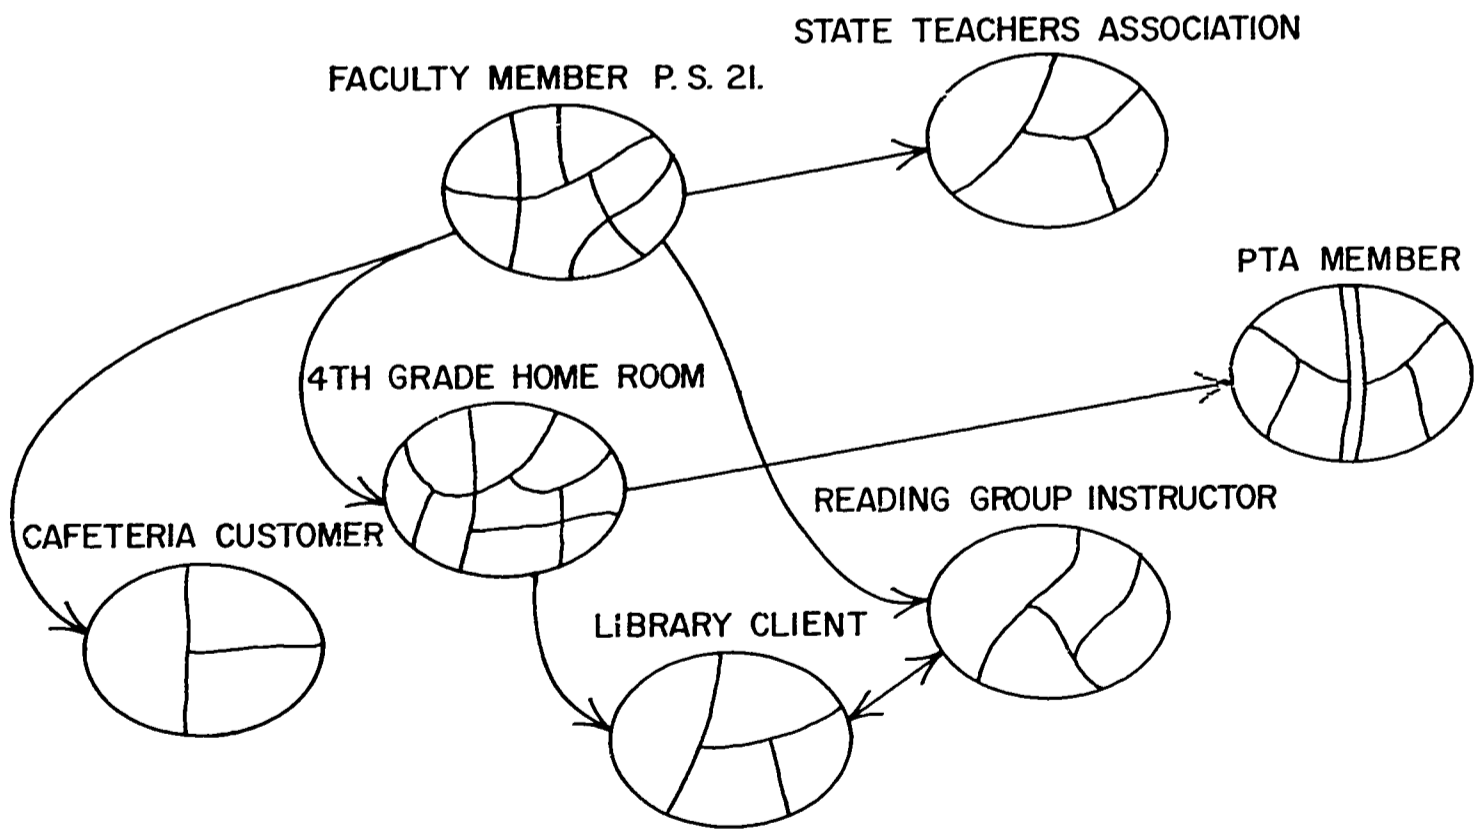 STATE TEACHERS ASSOCIATION
FACULTY MEMBER P. S. 21.
PTA MEMBER
4TH GRADE HOME ROOM
READING GROUP INSTRUCTOR
CAFETERIA CUSTOMER
LiBRARY CLIENT